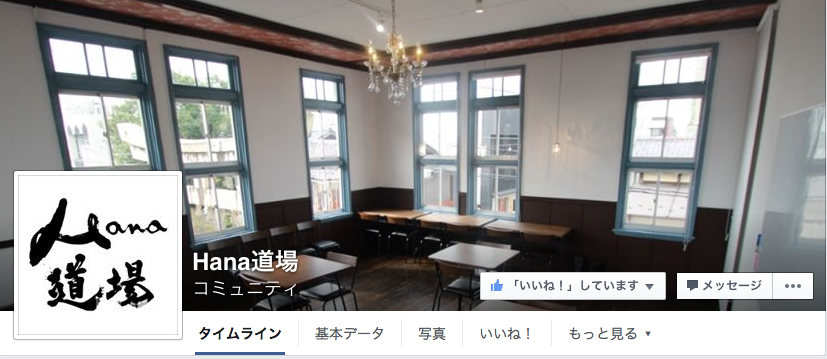 Hana
道場
Hana道場
コミュニティ
「いいね！」しています
メッセージ
タイムライン
基本データ
写真
いいね！
もっと見る